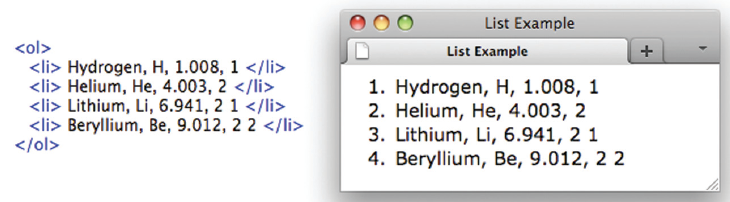 <ol>
<li> Hydrogen, H, 1.008, 1 </li>
<li> Helium, He, 4.003, 2 </li>
<li> Lithium, Li, 6.941, 2 1 </li>
<li> Beryllium, Be, 9.012, 2 2 </li>
</ol>
List Example
List Example
1. Hydrogen, H, 1.008, 1
2. Helium, He, 4.003, 2
3. Lithium, Li, 6.941, 2 1
4. Beryllium, Be, 9.012, 2 2